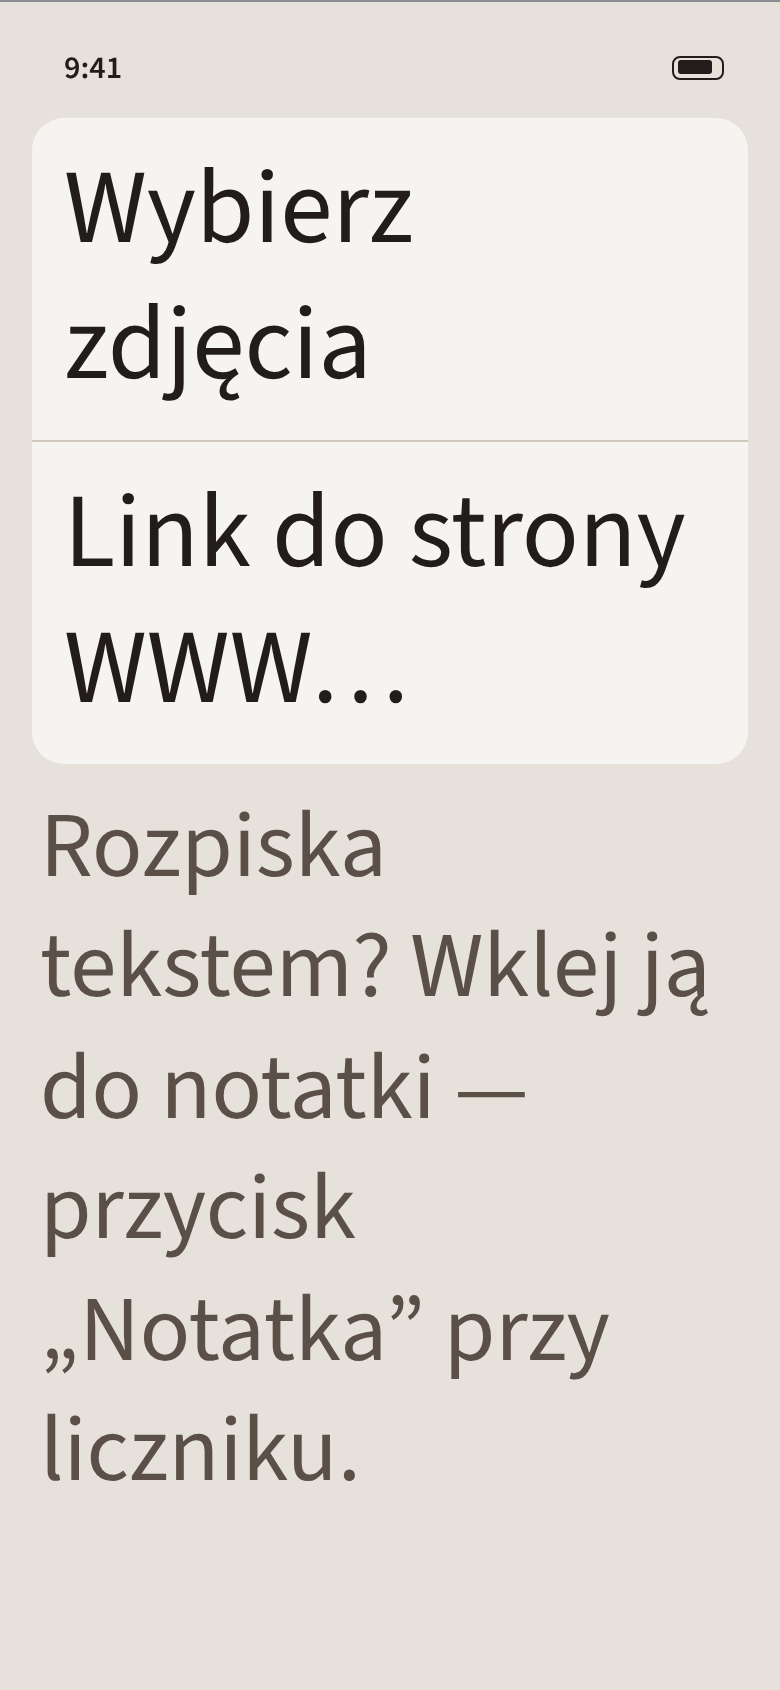 9:41
Wybierz
zdjęcia
Link do strony
WWW…
Rozpiska
tekstem? Wklej ją
do notatki —
przycisk
„Notatka” przy
liczniku.